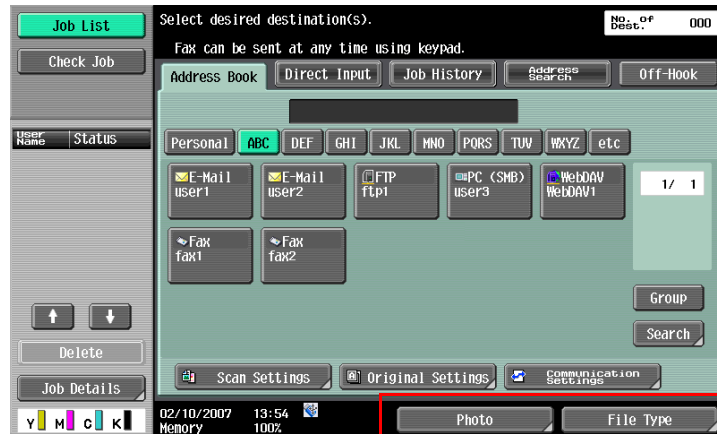 Job List
Check Job
User Name Status
Delete
Job Details
Y M C K
Select desired destination(s).
No. of Dest. 000
Fax can be sent at any time using keypad.
Address Book Direct Input Job History Address Search Off-Hook
Personal ABC DEF GHI JKL MNO PQRS TUV WXYZ etc
E-Mail user1
E-Mail user2
FTP ftp1
PC (SMB) user3
WebDAV WebDAV1
1/ 1
Fax fax1
Fax fax2
Group
Search
Scan Settings Original Settings Communication Settings
02/10/2007 13:54
Memory 100%
Photo File Type